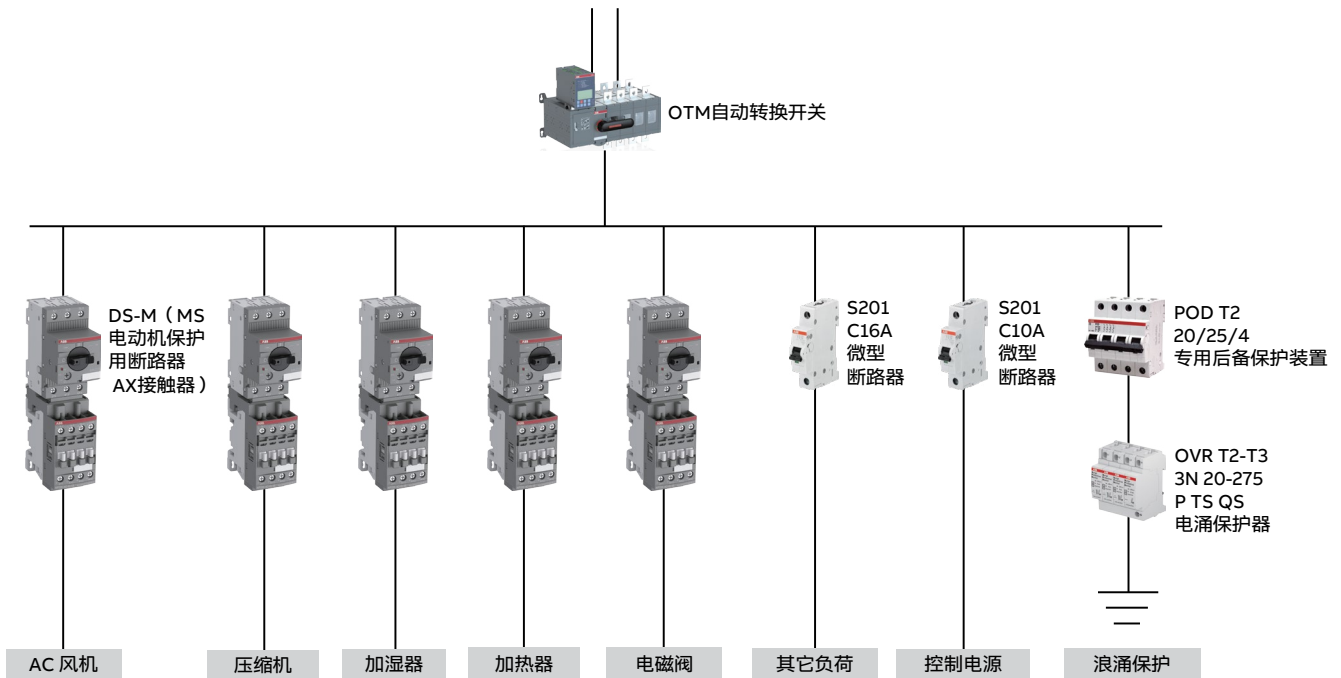 OTM自动转换开关
DS-M（MS
电动机保护
用断路器
AX接触器）
S201
C16A
微型
断路器
S201
C10A
微型
断路器
POD T2
20/25/4
专用后备保护装置
OVR T2-T3
3N 20-275
P TS QS
电涌保护器
AC 风机
压缩机
加湿器
加热器
电磁阀
其它负荷
控制电源
浪涌保护